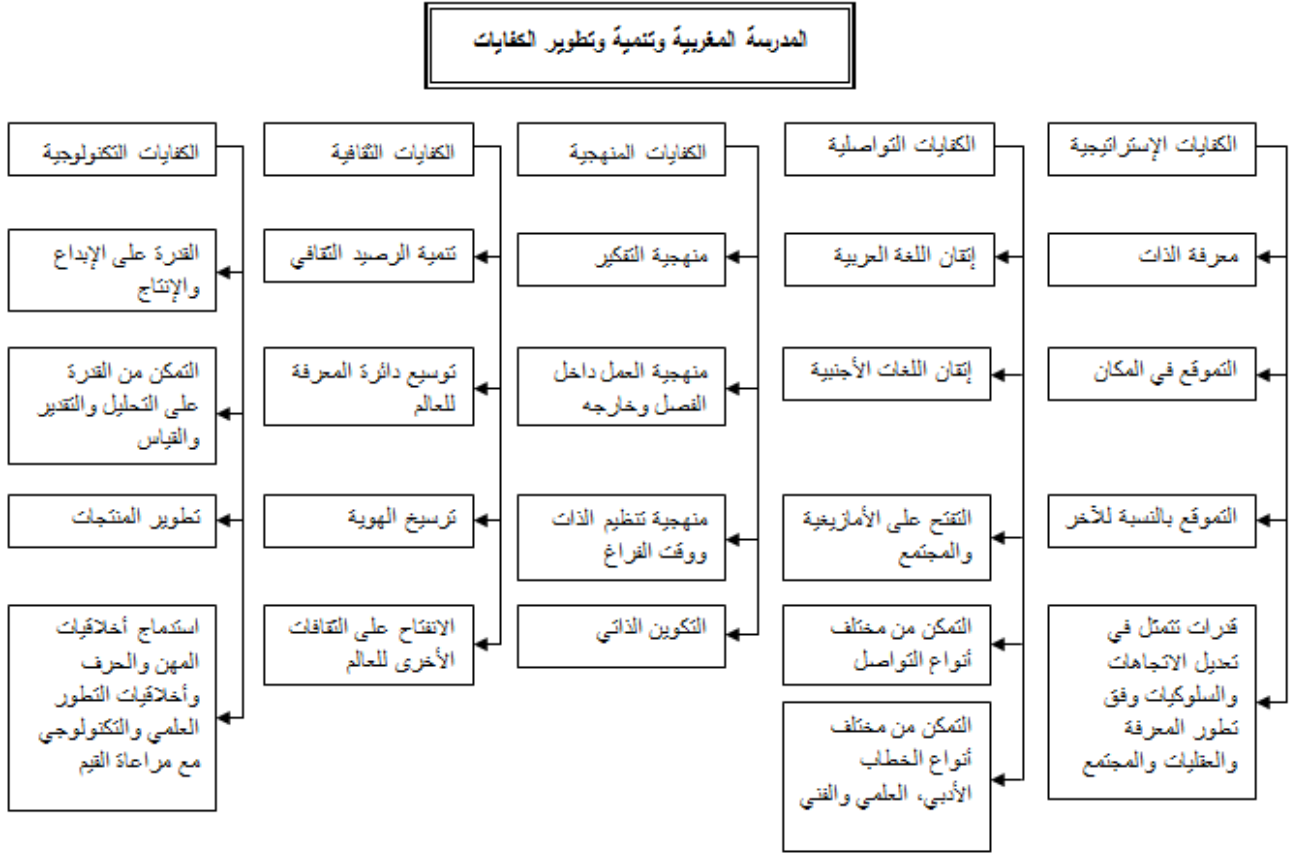 المدرسة المغربية وتنمية وتطوير الكفايات
الكفايات الإستراتيجية
معرفة الذات
التموقع في المكان
التموقع بالنسبة للآخر
قدرات تتمثل في
تعديل الاتجاهات
والسلوكيات وفق
تطور المعرفة
والعقليات والمجتمع
الكفايات التواصلية
إتقان اللغة العربية
إتقان اللغات الأجنبية
التفتح على الأمازيغية
والمجتمع
التمكن من مختلف
أنواع التواصل
التمكن من مختلف
أنواع الخطاب
الأدبي، العلمي والفني
الكفايات المنهجية
منهجية التفكير
منهجية العمل داخل
الفصل وخارجه
منهجية تنظيم الذات
ووقت الفراغ
التكوين الذاتي
الكفايات الثقافية
تنمية الرصيد الثقافي
توسيع دائرة المعرفة
للعالم
ترسيخ الهوية
الانفتاح على الثقافات
الأخرى للعالم
الكفايات التكنولوجية
القدرة على الإبداع
والإنتاج
التمكن من القدرة
على التحليل والتقدير
والقياس
تطوير المنتجات
استدماج أخلاقيات
المهن والحرف
وأخلاقيات التطور
العلمي والتكنولوجي
مع مراعاة القيم